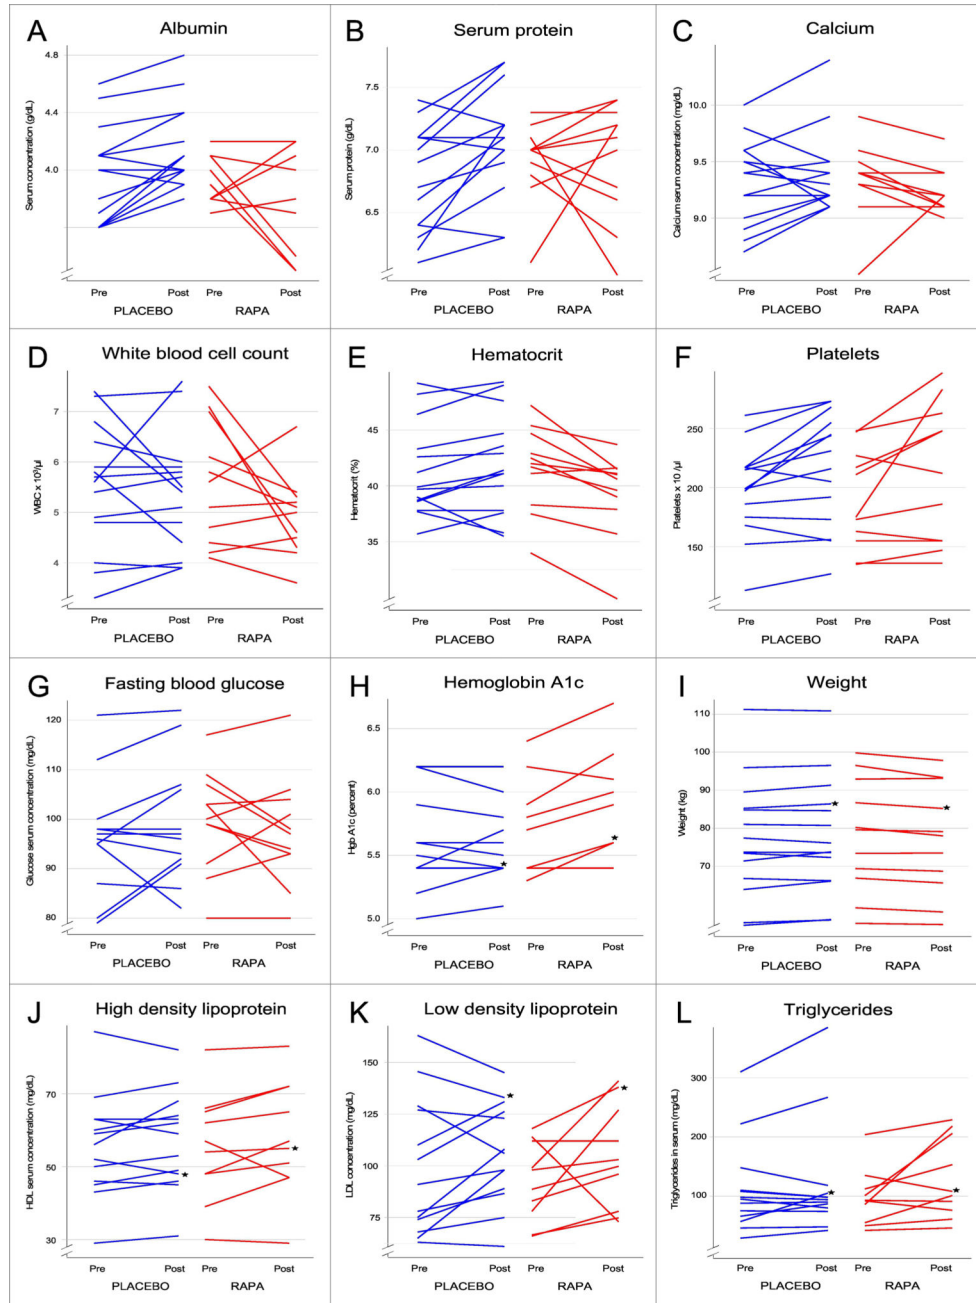 A Albumin
Serum concentration (g/dL)
4.8
4.4
4.0
Pre Post Pre Post
PLACEBO RAPA
B Serum protein
Serum protein (g/dL)
7.5
7.0
6.5
Pre Post Pre Post
PLACEBO RAPA
C Calcium
Calcium serum concentration (mg/dL)
10.0
9.5
9.0
Pre Post Pre Post
PLACEBO RAPA
D White blood cell count
WBC x 10³/µl
7
6
5
4
Pre Post Pre Post
PLACEBO RAPA
E Hematocrit
Hematocrit (%)
45
40
35
Pre Post Pre Post
PLACEBO RAPA
F Platelets
Platelets x 10 /µl
250
200
150
Pre Post Pre Post
PLACEBO RAPA
G Fasting blood glucose
Glucose serum concentration (mg/dL)
120
110
100
90
80
Pre Post Pre Post
PLACEBO RAPA
H Hemoglobin A1c
Hgb A1c (percent)
6.5
6.0
5.5
5.0
Pre Post Pre Post
PLACEBO RAPA
I Weight
Weight (kg)
110
100
90
80
70
Pre Post Pre Post
PLACEBO RAPA
J High density lipoprotein
HDL serum concentration (mg/dL)
70
50
30
Pre Post Pre Post
PLACEBO RAPA
K Low density lipoprotein
LDL concentration (mg/dL)
150
125
100
75
Pre Post Pre Post
PLACEBO RAPA
L Triglycerides
Triglycerides in serum (mg/dL)
300
200
100
Pre Post Pre Post
PLACEBO RAPA